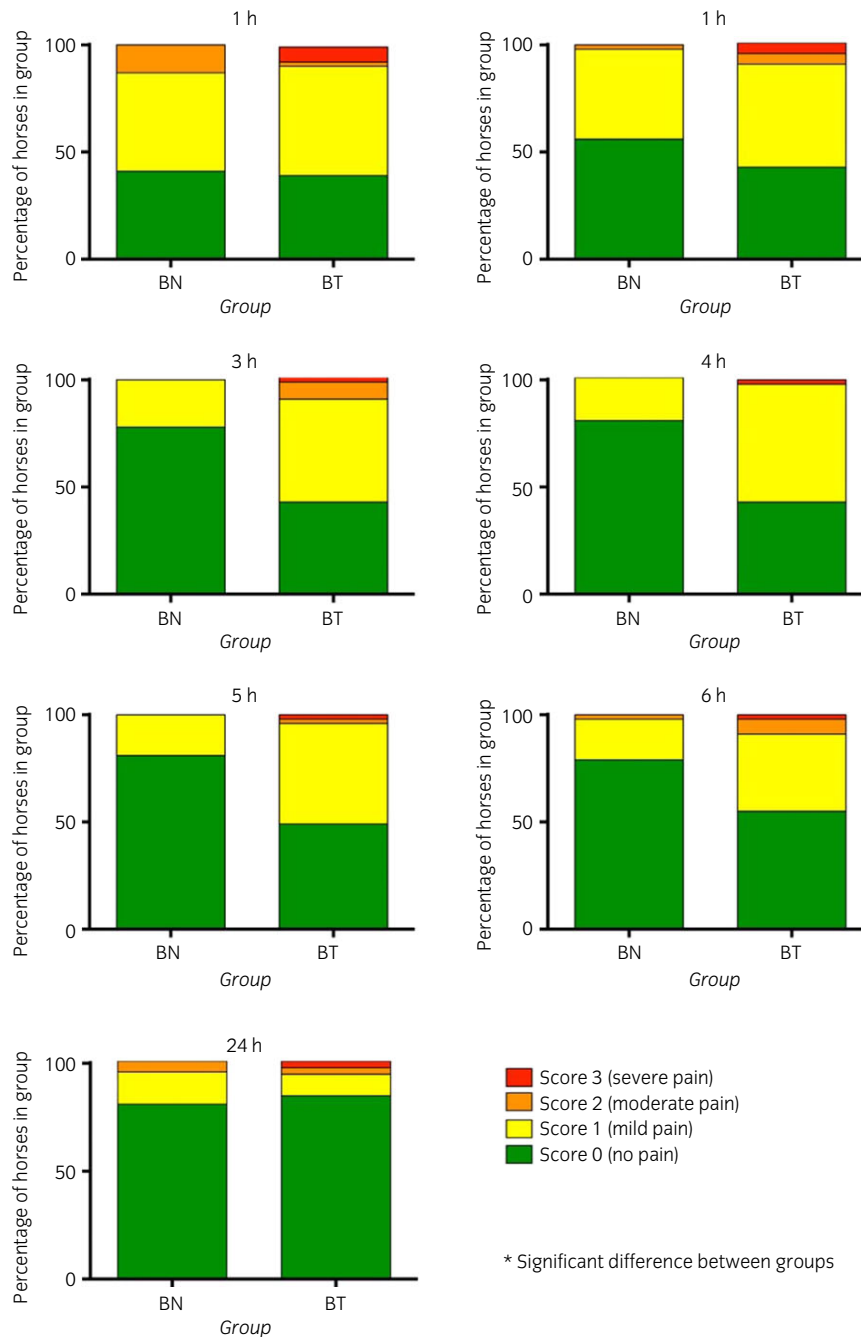 1 h
Percentage of horses in group
100
50
0
BN
BT
Group
1 h
Percentage of horses in group
100
50
0
BN
BT
Group
3 h
Percentage of horses in group
100
50
0
BN
BT
Group
4 h
Percentage of horses in group
100
50
0
BN
BT
Group
5 h
Percentage of horses in group
100
50
0
BN
BT
Group
6 h
Percentage of horses in group
100
50
0
BN
BT
Group
24 h
Percentage of horses in group
100
50
0
BN
BT
Group
Score 3 (severe pain)
Score 2 (moderate pain)
Score 1 (mild pain)
Score 0 (no pain)
* Significant difference between groups